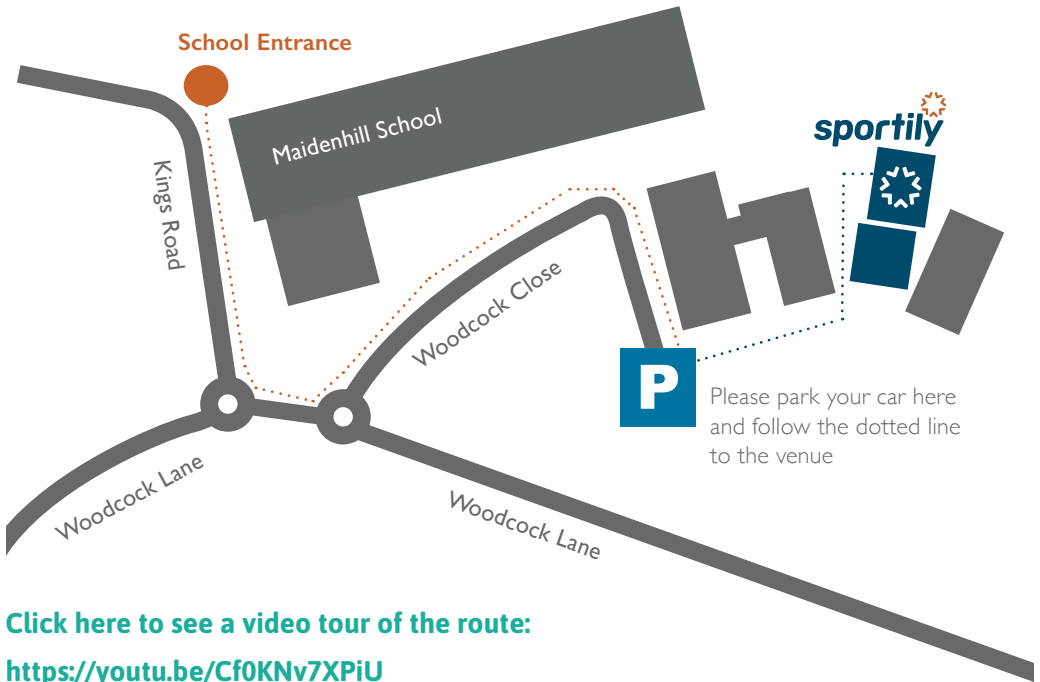 School Entrance
Maidenhill School
sportily
Kings Road
Woodcock Close
P
Please park your car here
and follow the dotted line
to the venue
Woodcock Lane
Woodcock Lane
Click here to see a video tour of the route:
https://youtu.be/Cf0KNv7XPiU